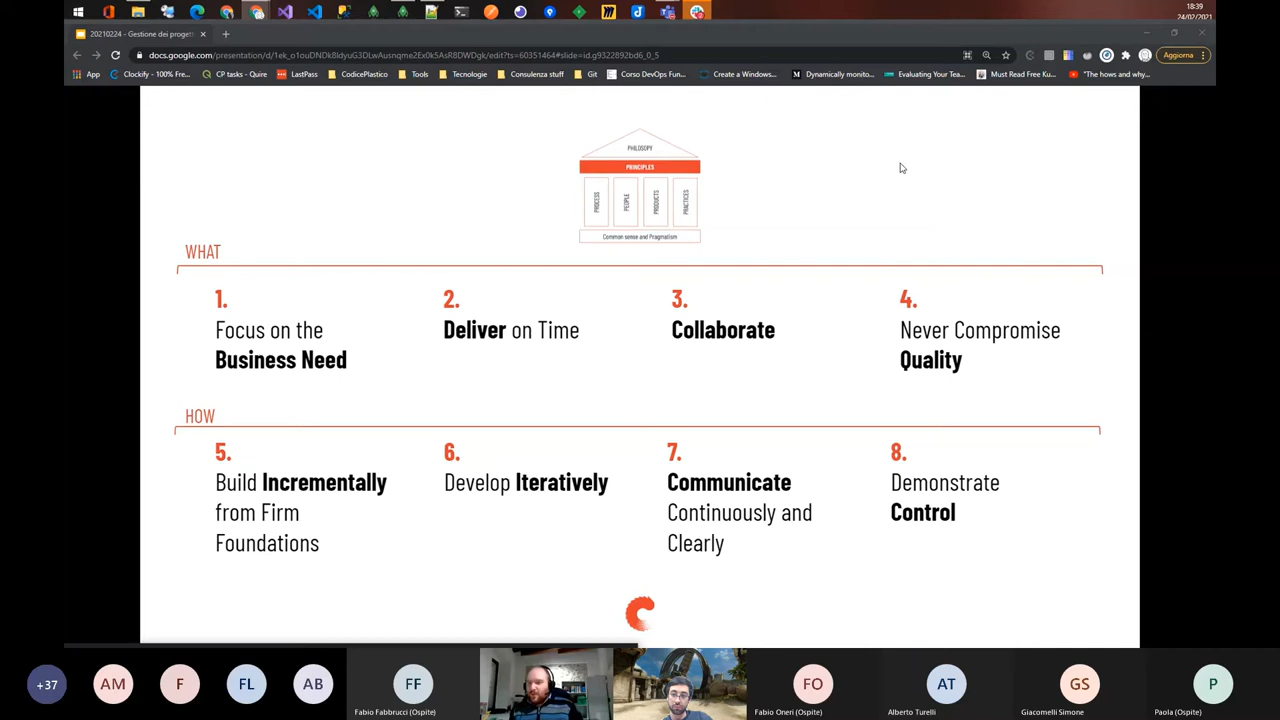 18:39
24/02/2021
20210224 - Gestione dei progett
docs.google.com/presentation/d/1ek_o1ouDNDk8ldyuG3DLwAusnqme2Ex0k5AsR8DWDgk/edit?ts=60351464#slide=id.g9322892bd6_0_5
Aggiorna
App
Clockify - 100% Fre...
CP tasks - Quire
LastPass
CodicePlastico
Tools
Tecnologie
Consulenza stuff
Git
Corso DevOps Fun...
Create a Windows...
Dynamically monito...
Evaluating Your Tea...
Must Read Free Ku...
"The hows and why...
PHILOSOPY
PRINCIPLES
PROCESS
PEOPLE
PRODUCTS
PRACTICES
Common sense and Pragmatism
WHAT
1.
Focus on the
Business Need
2.
Deliver on Time
3.
Collaborate
4.
Never Compromise
Quality
HOW
5.
Build Incrementally
from Firm
Foundations
6.
Develop Iteratively
7.
Communicate
Continuously and
Clearly
8.
Demonstrate
Control
+37
AM
F
FL
AB
FF
Fabio Fabbrucci (Ospite)
FO
Fabio Oneri (Ospite)
AT
Alberto Turelli
GS
Giacomelli Simone
P
Paola (Ospite)